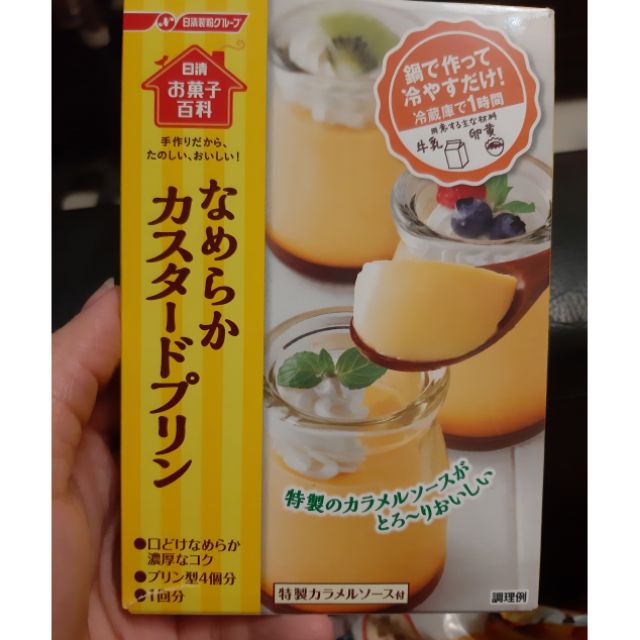 日清製粉グループ
日清
お菓子
百科
手作りだから、
たのしい、おいしい！
なめらか
カスタードプリン
●口どけなめらか
濃厚なコク
●プリン型4個分
●1回分
鍋で作って
冷やすだけ！
冷蔵庫で1時間
用意する主な材料
牛乳
卵黄
特製のカラメルソースが
とろ〜りおいしい
特製カラメルソース付
調理例